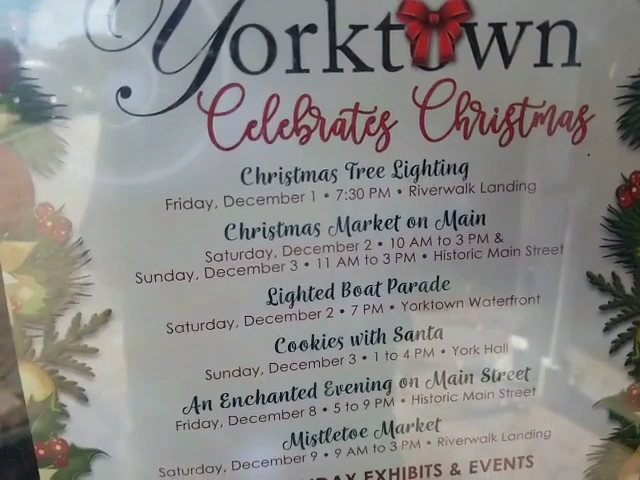 Yorktown
Celebrates Christmas
Christmas Tree Lighting
Friday, December 1 • 7:30 PM • Riverwalk Landing
Christmas Market on Main
Saturday, December 2 • 10 AM to 3 PM &
Sunday, December 3 • 11 AM to 3 PM • Historic Main Street
Lighted Boat Parade
Saturday, December 2 • 7 PM • Yorktown Waterfront
Cookies with Santa
Sunday, December 3 • 1 to 4 PM • York Hall
An Enchanted Evening on Main Street
Friday, December 8 • 5 to 9 PM • Historic Main Street
Mistletoe Market
Saturday, December 9 • 9 AM to 3 PM • Riverwalk Landing
EXHIBITS & EVENTS